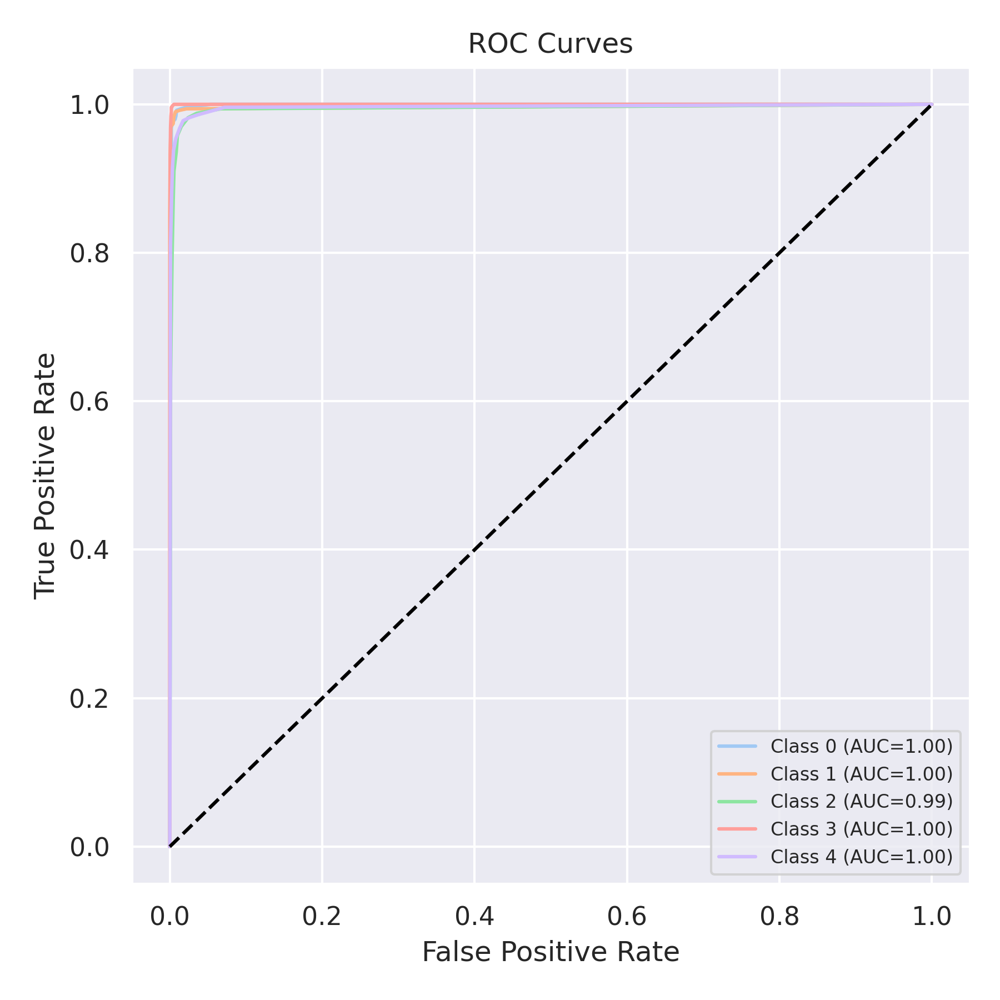 ROC Curves
1.0
0.8
0.6
0.4
0.2
0.0
True Positive Rate
Class 0 (AUC=1.00)
Class 1 (AUC=1.00)
Class 2 (AUC=0.99)
Class 3 (AUC=1.00)
Class 4 (AUC=1.00)
0.0 0.2 0.4 0.6 0.8 1.0
False Positive Rate